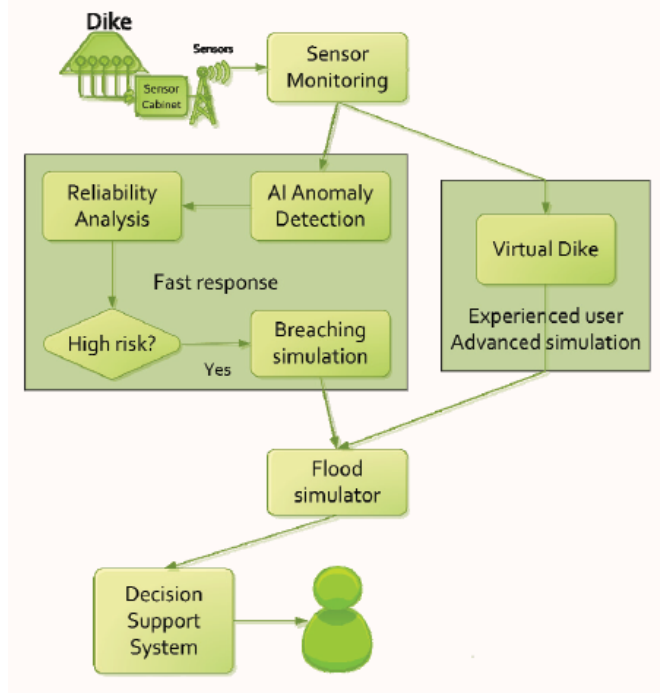 Dike
Sensors
Sensor
Cabinet
Sensor
Monitoring
Reliability
Analysis
AI Anomaly
Detection
Fast response
High risk?
Yes
Breaching
simulation
Virtual Dike
Experienced user
Advanced simulation
Flood
simulator
Decision
Support
System